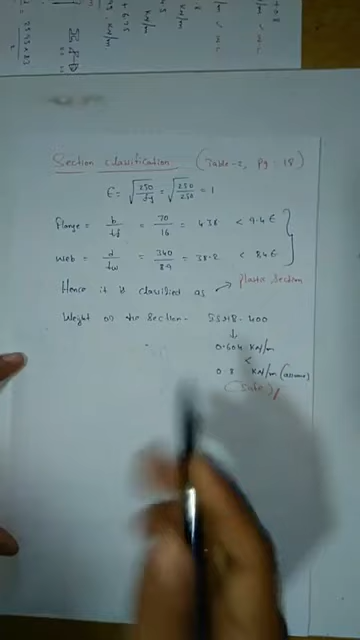 Section classification (Table-2, Pg: 18)
ϵ = √250/fy = √250/250 = 1
Flange = b/tf = 70/16 = 4.38 < 9.4ϵ
Web = d/tw = 340/8.9 = 38.2 < 84ϵ
Hence it is classified as → Plastic Section
Weight of the section - ISMB - 400
↓
0.604 kN/m
<
0.8 kN/m (assume)
(Safe)